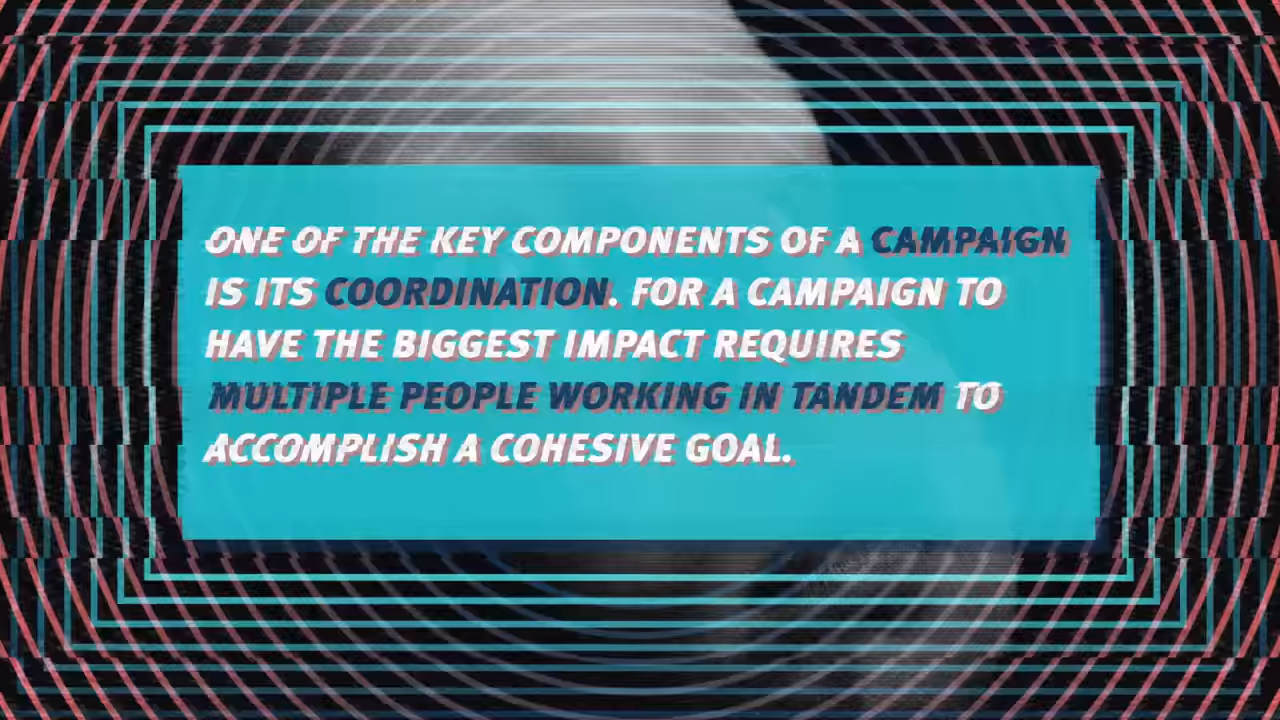 ONE OF THE KEY COMPONENTS OF A CAMPAIGN
IS ITS COORDINATION. FOR A CAMPAIGN TO
HAVE THE BIGGEST IMPACT REQUIRES
MULTIPLE PEOPLE WORKING IN TANDEM TO
ACCOMPLISH A COHESIVE GOAL.